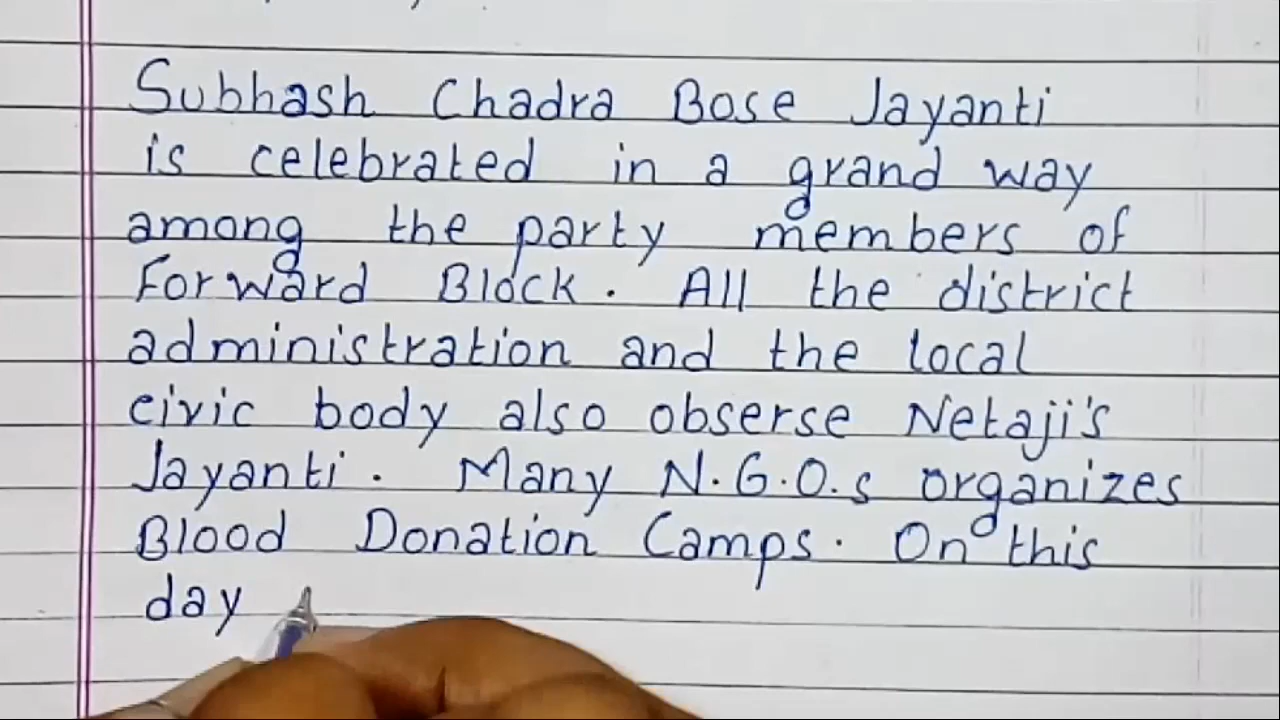 Subhash Chadra Bose Jayanti
is celebrated in a grand way
among the party members of
Forward Block. All the district
administration and the local
civic body also obserse Netaji's
Jayanti. Many N.G.O.s organizes
Blood Donation Camps. On this
day